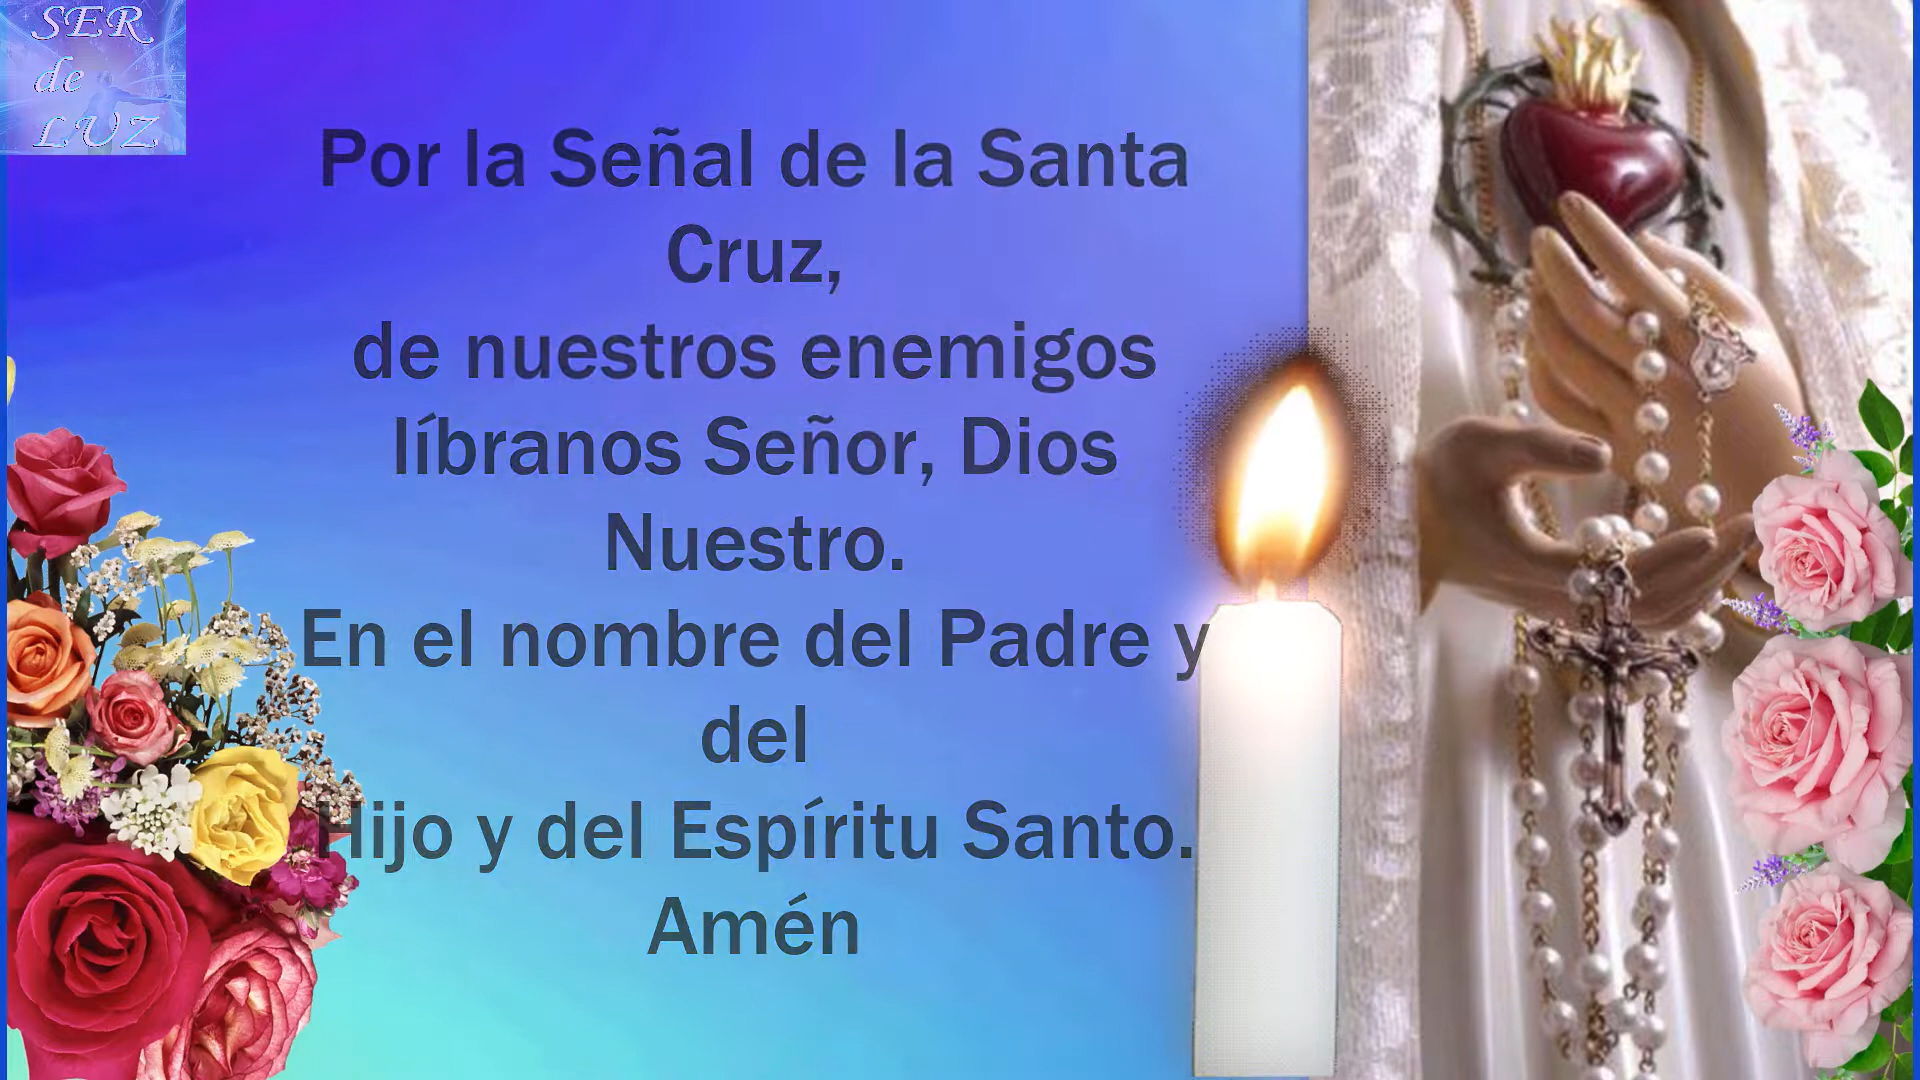 SER
de
LUZ
Por la Señal de la Santa
Cruz,
de nuestros enemigos
líbranos Señor, Dios
Nuestro.
En el nombre del Padre y
del
Hijo y del Espíritu Santo.
Amén